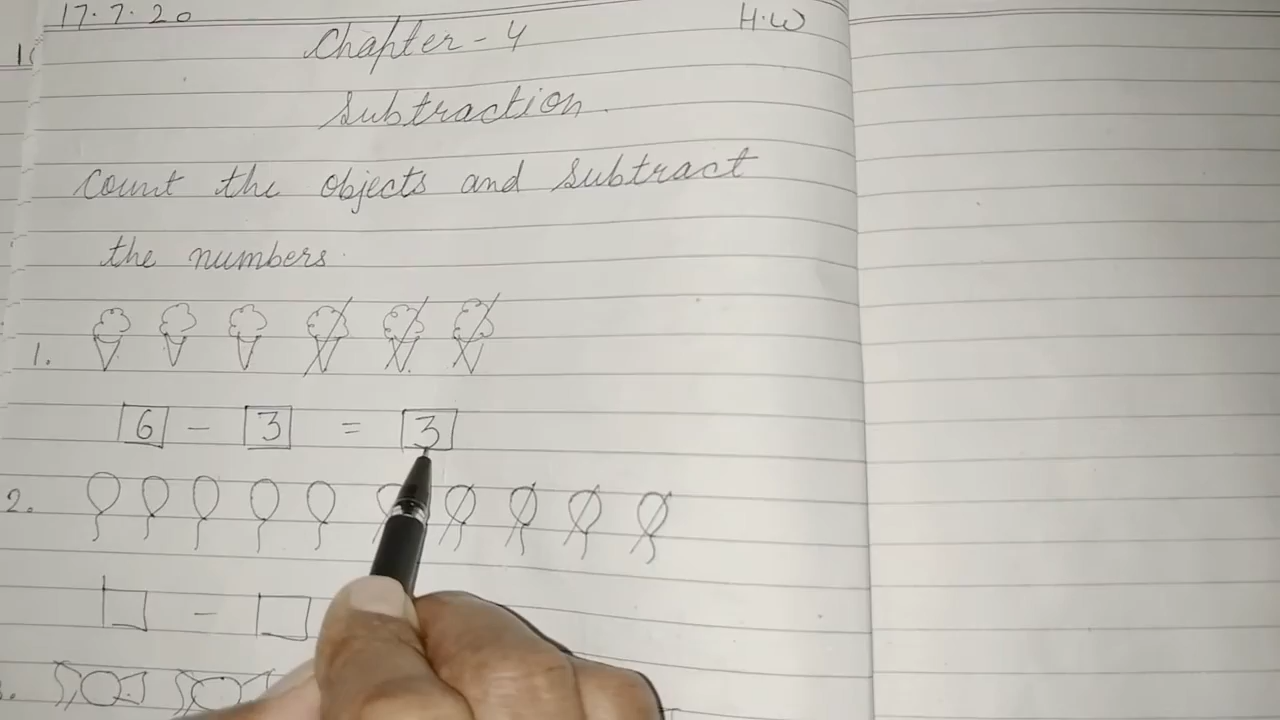 17.7.20
H.W
Chapter - 4
Subtraction.
Count the objects and subtract
the numbers.
1.
6 - 3 = 3
2.
-